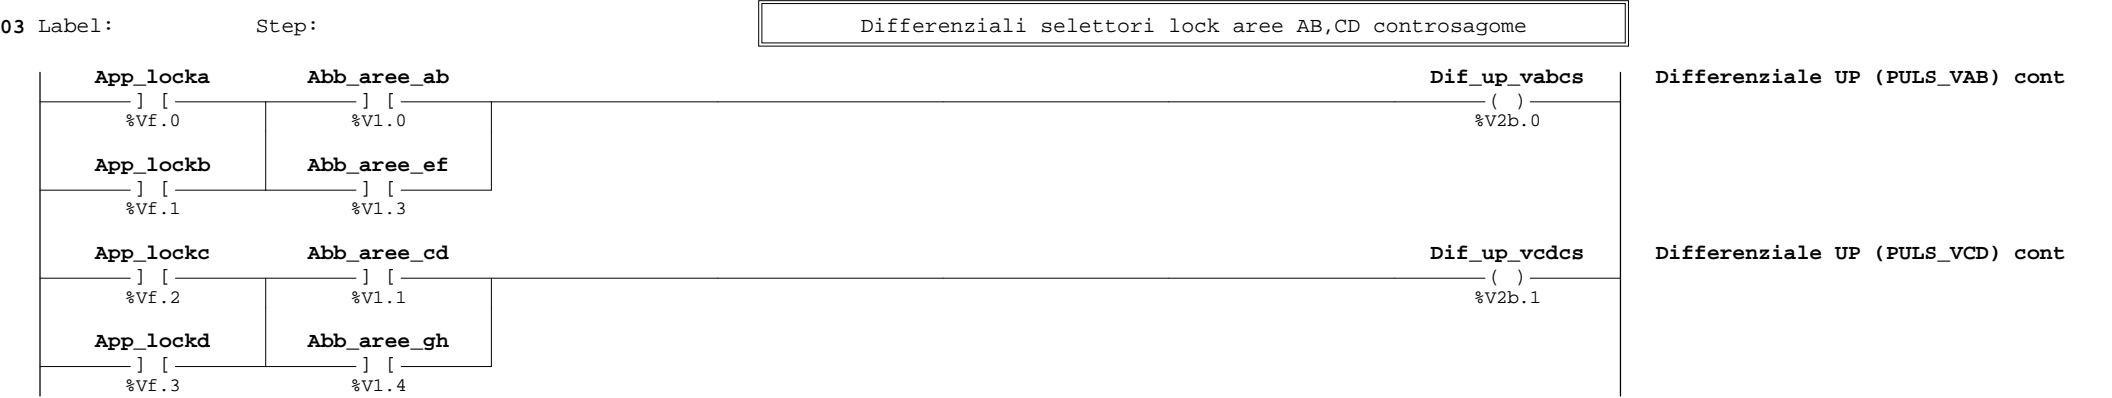 03 Label: Step: Differenziali selettori lock aree AB,CD controsagome
App_locka Abb_aree_ab Dif_up_vabcs Differenziale UP (PULS_VAB) cont
] [ ] [ ( )
%Vf.0 %V1.0 %V2b.0
App_lockb Abb_aree_ef
] [ ] [
%Vf.1 %V1.3
App_lockc Abb_aree_cd Dif_up_vcdcs Differenziale UP (PULS_VCD) cont
] [ ] [ ( )
%Vf.2 %V1.1 %V2b.1
App_lockd Abb_aree_gh
] [ ] [
%Vf.3 %V1.4